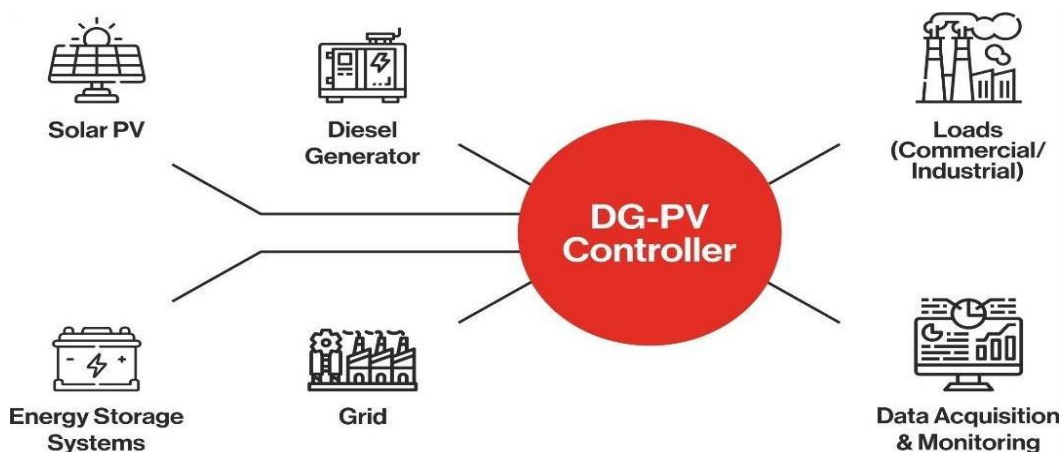 Solar PV
Diesel
Generator
Loads
(Commercial/
Industrial)
DG-PV
Controller
Energy Storage
Systems
Grid
Data Acquisition
& Monitoring